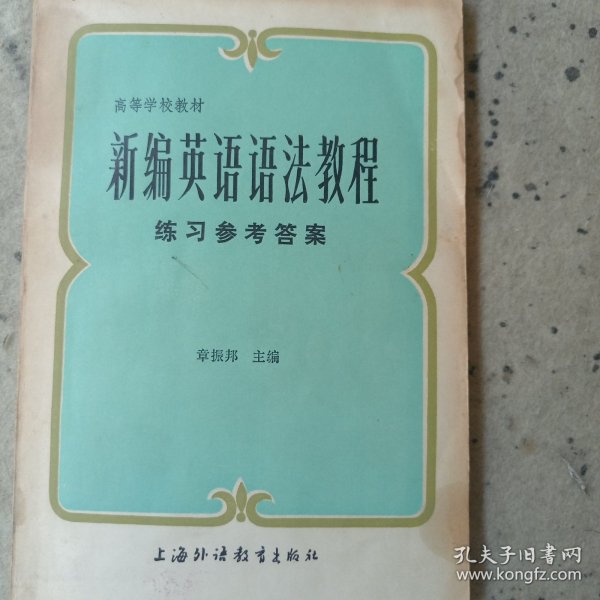 高等学校教材
新编英语语法教程
练习参考答案
章振邦 主编
上海外语教育出版社
孔夫子旧书网
www.kongfz.com